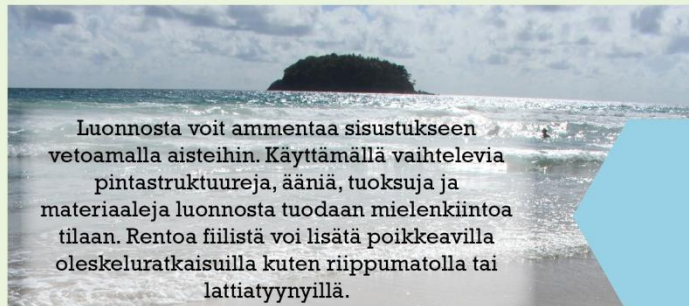 Luonnosta voit ammentaa sisustukseen
vetoamalla aisteihin. Käyttämällä vaihtelevia
pintastruktuureja, ääniä, tuoksuja ja
materiaaleja luonnosta tuodaan mielenkiintoa
tilaan. Rentoa fiilistä voi lisätä poikkeavilla
oleskeluratkaisuilla kuten riippumatolla tai
lattiatyynyillä.